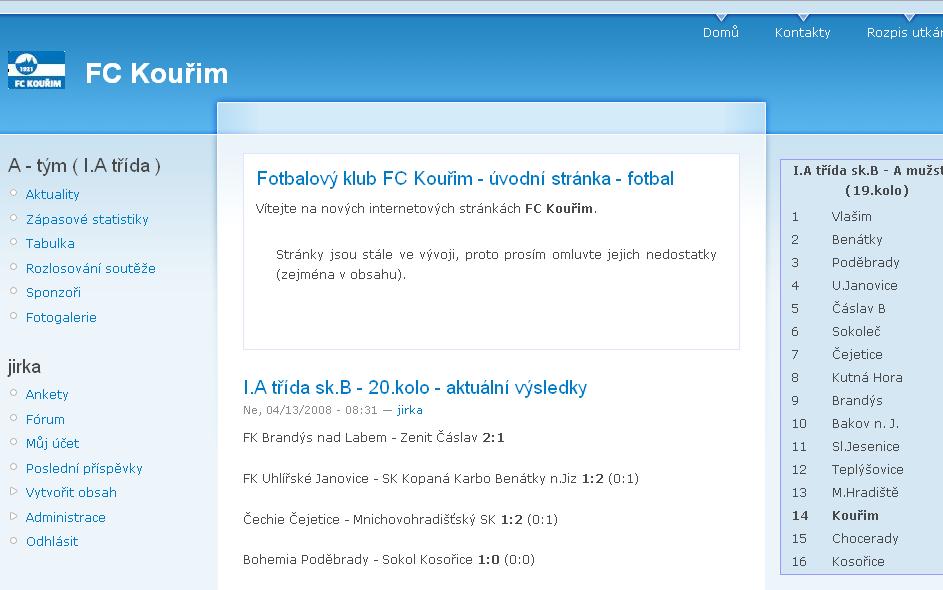 Domů
Kontakty
Rozpis utkán
1921
FC KOUŘIM
FC Kouřim
A - tým ( I.A třída )
Aktuality
Zápasové statistiky
Tabulka
Rozlosování soutěže
Sponzoři
Fotogalerie
jirka
Ankety
Fórum
Můj účet
Poslední příspěvky
Vytvořit obsah
Administrace
Odhlásit
Fotbalový klub FC Kouřim - úvodní stránka - fotbal
Vítejte na nových internetových stránkách FC Kouřim.
Stránky jsou stále ve vývoji, proto prosím omluvte jejich nedostatky
(zejména v obsahu).
I.A třída sk.B - 20.kolo - aktuální výsledky
Ne, 04/13/2008 - 08:31 — jirka
FK Brandýs nad Labem - Zenit Čáslav 2:1
FK Uhlířské Janovice - SK Kopaná Karbo Benátky n.Jiz 1:2 (0:1)
Čechie Čejetice - Mnichovohradišťský SK 1:2 (0:1)
Bohemia Poděbrady - Sokol Kosořice 1:0 (0:0)
I.A třída sk.B - A mužst
(19.kolo)
1 Vlašim
2 Benátky
3 Poděbrady
4 U.Janovice
5 Čáslav B
6 Sokoleč
7 Čejetice
8 Kutná Hora
9 Brandýs
10 Bakov n. J.
11 Sl.Jesenice
12 Teplýšovice
13 M.Hradiště
14 Kouřim
15 Chocerady
16 Kosořice